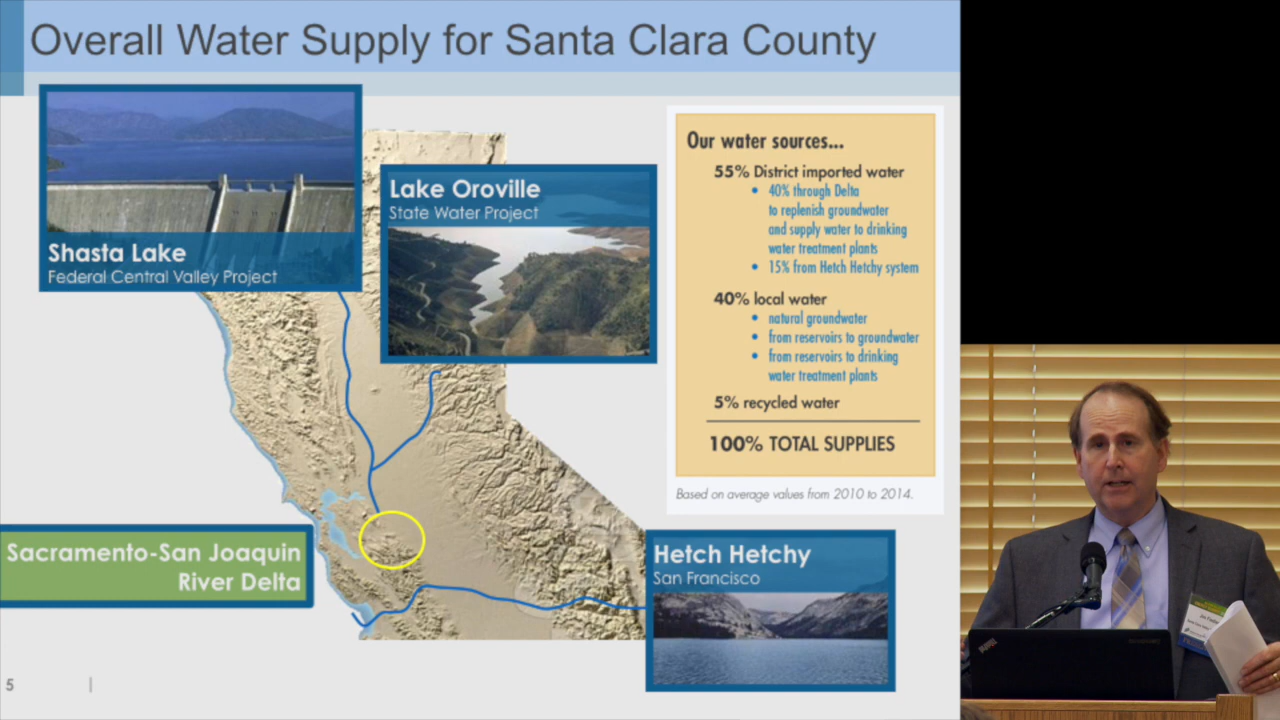 Overall Water Supply for Santa Clara County
Shasta Lake
Federal Central Valley Project
Lake Oroville
State Water Project
Our water sources...
55% District imported water
• 40% through Delta
to replenish groundwater
and supply water to drinking
water treatment plants
• 15% from Hetch Hetchy system
40% local water
• natural groundwater
• from reservoirs to groundwater
• from reservoirs to drinking
water treatment plants
5% recycled water
100% TOTAL SUPPLIES
Based on average values from 2010 to 2014.
Sacramento-San Joaquin
River Delta
Hetch Hetchy
San Francisco
5